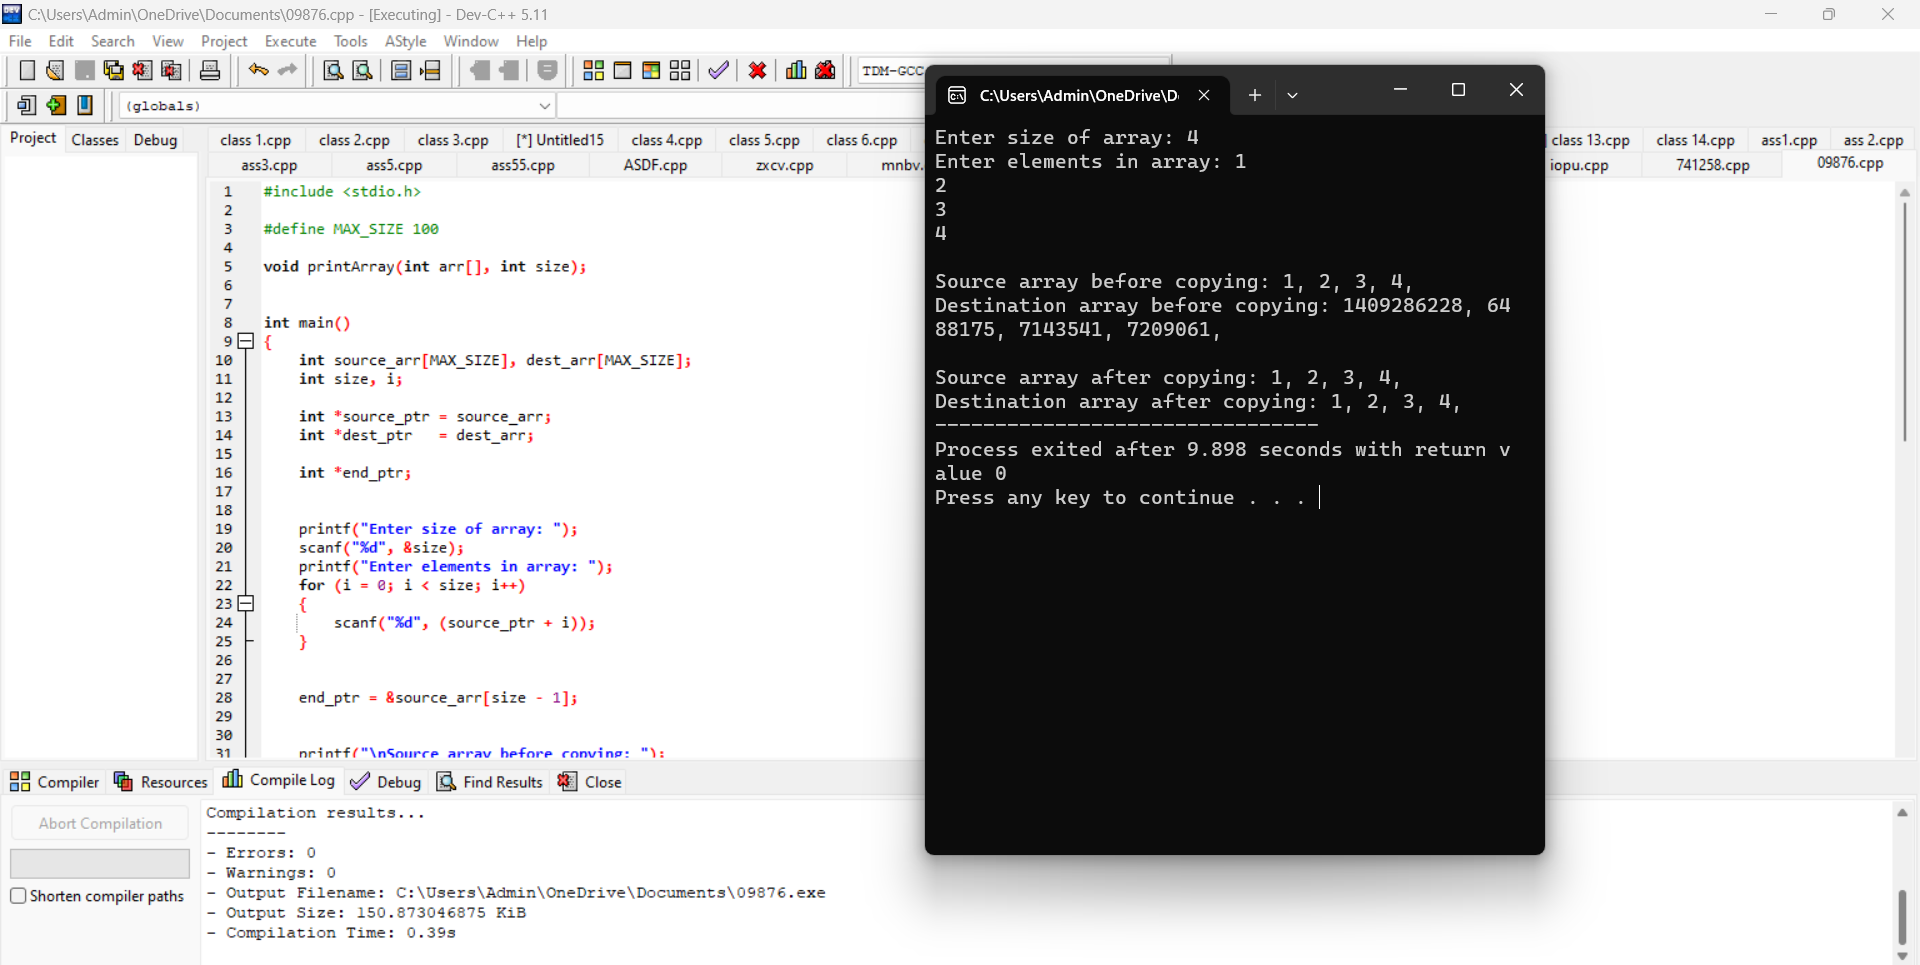 C:\Users\Admin\OneDrive\Documents\09876.cpp - [Executing] - Dev-C++ 5.11
File Edit Search View Project Execute Tools AStyle Window Help
TDM-GCC
(globals)
Project Classes Debug
class 1.cpp class 2.cpp class 3.cpp [*] Untitled15 class 4.cpp class 5.cpp class 6.cpp class 13.cpp class 14.cpp ass1.cpp ass 2.cpp
ass3.cpp ass5.cpp ass55.cpp ASDF.cpp zxcv.cpp mnbv. iopu.cpp 741258.cpp 09876.cpp
1 #include <stdio.h>
2
3 #define MAX_SIZE 100
4
5 void printArray(int arr[], int size);
6
7
8 int main()
9 {
10 int source_arr[MAX_SIZE], dest_arr[MAX_SIZE];
11 int size, i;
12
13 int *source_ptr = source_arr;
14 int *dest_ptr   = dest_arr;
15
16 int *end_ptr;
17
18
19 printf("Enter size of array: ");
20 scanf("%d", &size);
21 printf("Enter elements in array: ");
22 for (i = 0; i < size; i++)
23 {
24 scanf("%d", (source_ptr + i));
25 }
26
27
28 end_ptr = &source_arr[size - 1];
29
30
31 printf("\nSource array before copying: ");
C:\Users\Admin\OneDrive\D
Enter size of array: 4
Enter elements in array: 1
2
3
4
Source array before copying: 1, 2, 3, 4,
Destination array before copying: 1409286228, 64
88175, 7143541, 7209061,
Source array after copying: 1, 2, 3, 4,
Destination array after copying: 1, 2, 3, 4,
--------------------------------
Process exited after 9.898 seconds with return v
alue 0
Press any key to continue . . .
Compiler Resources Compile Log Debug Find Results Close
Abort Compilation
Shorten compiler paths
Compilation results...
--------
- Errors: 0
- Warnings: 0
- Output Filename: C:\Users\Admin\OneDrive\Documents\09876.exe
- Output Size: 150.873046875 KiB
- Compilation Time: 0.39s